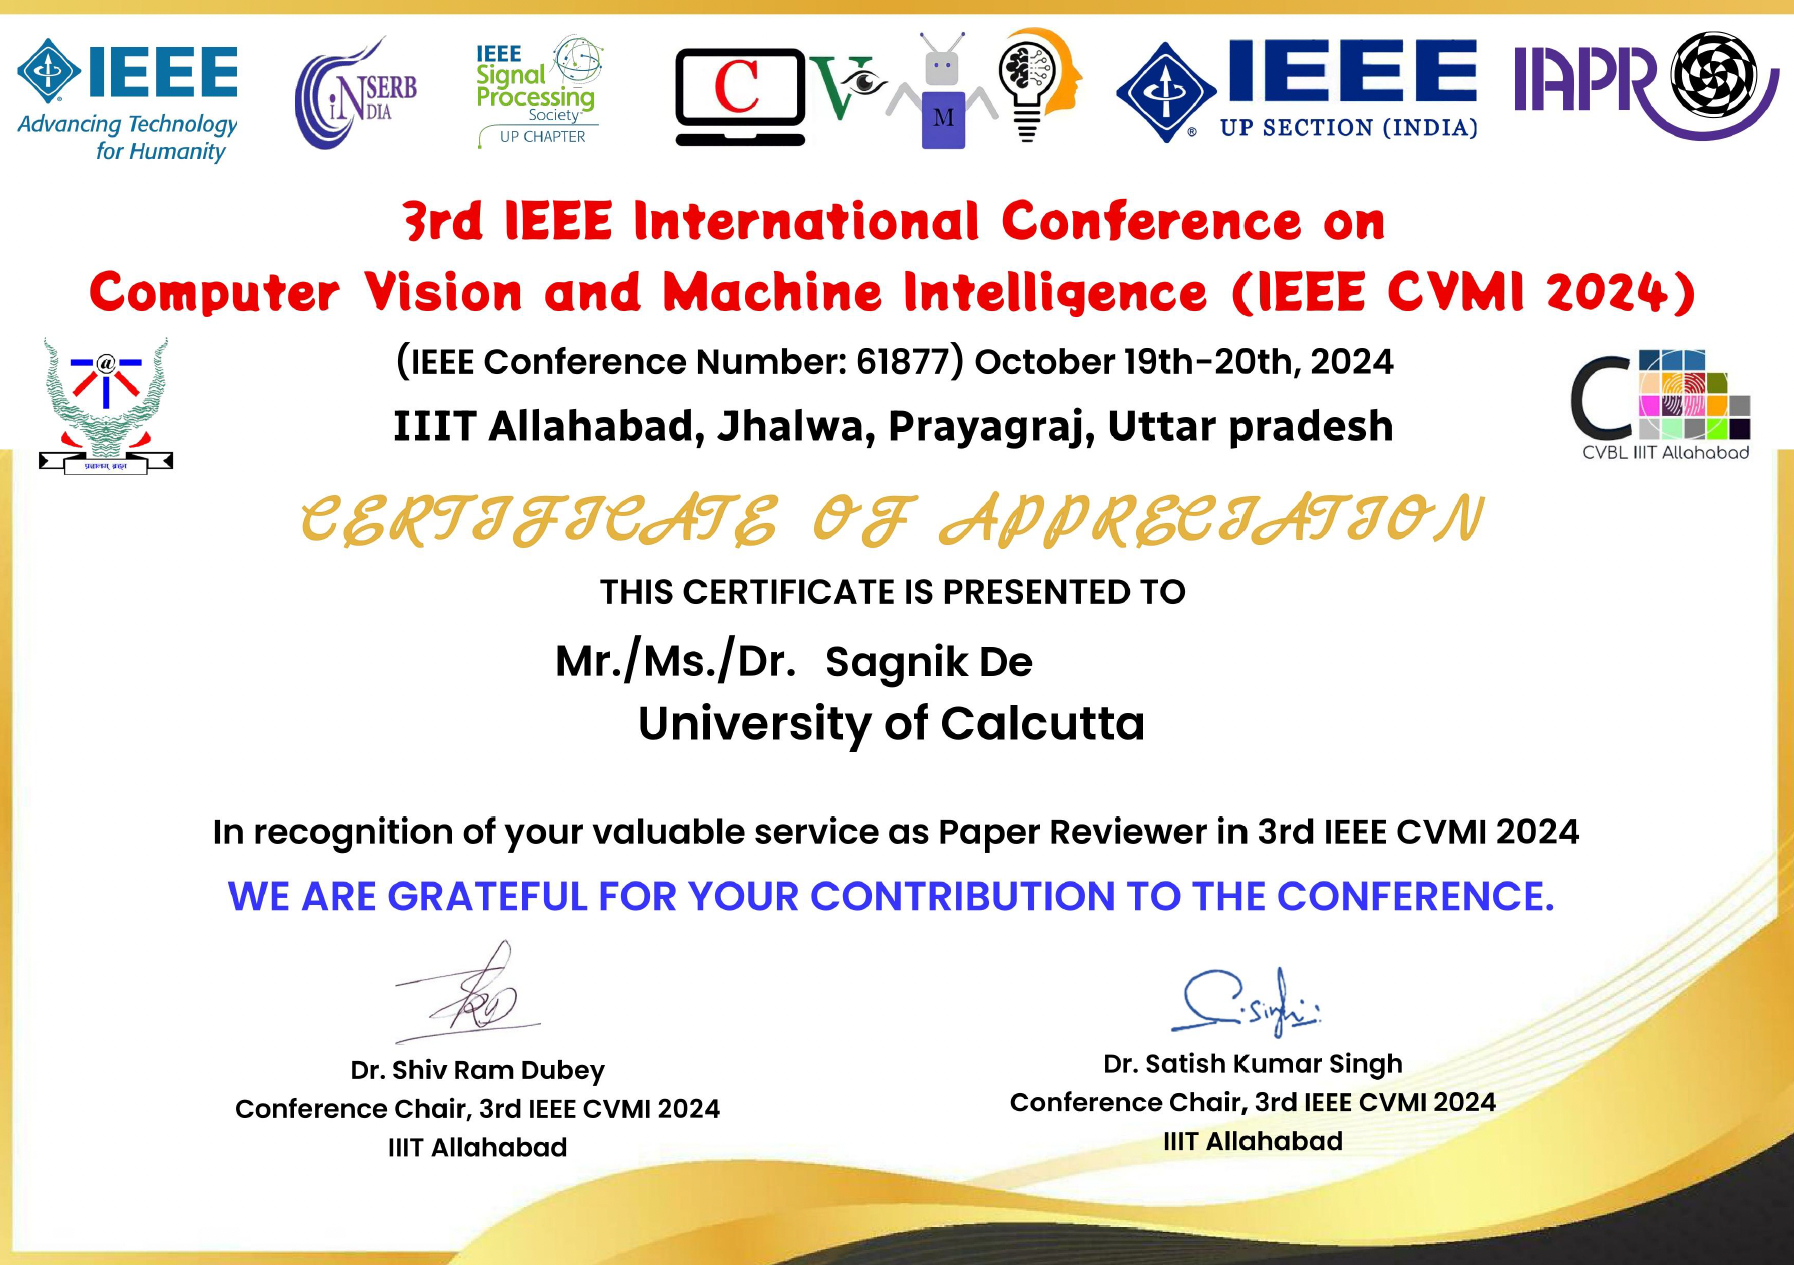 IEEE
Advancing Technology
for Humanity
iNSERB
INDIA
IEEE
Signal
Processing
Society
UP CHAPTER
C V M
IEEE
UP SECTION (INDIA)
IAPR
3rd IEEE International Conference on
Computer Vision and Machine Intelligence (IEEE CVMI 2024)
(IEEE Conference Number: 61877) October 19th-20th, 2024
IIIT Allahabad, Jhalwa, Prayagraj, Uttar pradesh
@
C
CVBL IIIT Allahabad
CERTIFICATE OF APPRECIATION
THIS CERTIFICATE IS PRESENTED TO
Mr./Ms./Dr. Sagnik De
University of Calcutta
In recognition of your valuable service as Paper Reviewer in 3rd IEEE CVMI 2024
WE ARE GRATEFUL FOR YOUR CONTRIBUTION TO THE CONFERENCE.
S.Singh
Dr. Shiv Ram Dubey
Conference Chair, 3rd IEEE CVMI 2024
IIIT Allahabad
Dr. Satish Kumar Singh
Conference Chair, 3rd IEEE CVMI 2024
IIIT Allahabad